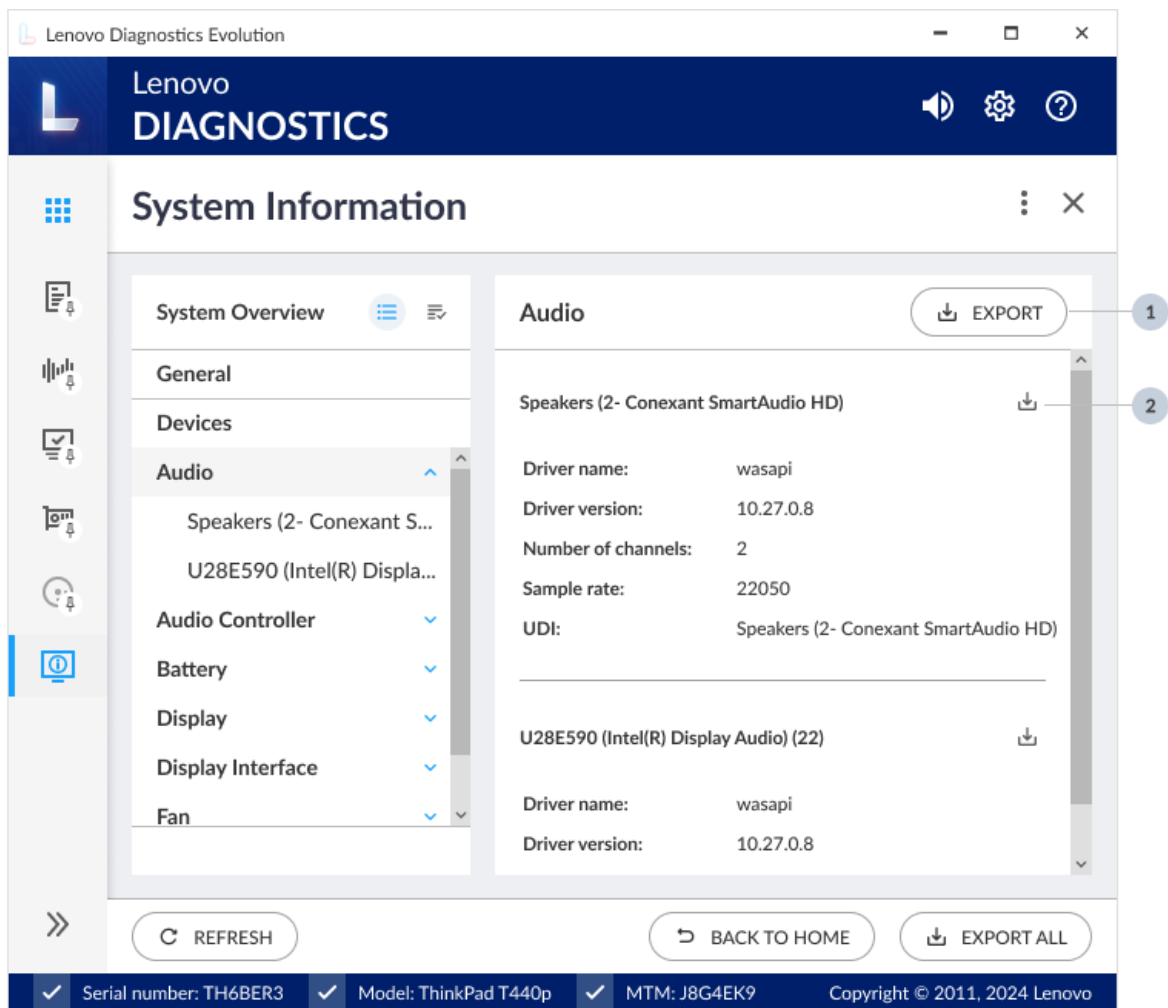 Lenovo Diagnostics Evolution
Lenovo
DIAGNOSTICS
System Information
System Overview
General
Devices
Audio
Speakers (2- Conexant S...
U28E590 (Intel(R) Displa...
Audio Controller
Battery
Display
Display Interface
Fan
Audio
EXPORT
1
Speakers (2- Conexant SmartAudio HD)
2
Driver name: wasapi
Driver version: 10.27.0.8
Number of channels: 2
Sample rate: 22050
UDI: Speakers (2- Conexant SmartAudio HD)
U28E590 (Intel(R) Display Audio) (22)
Driver name: wasapi
Driver version: 10.27.0.8
REFRESH
BACK TO HOME
EXPORT ALL
Serial number: TH6BER3 Model: ThinkPad T440p MTM: J8G4EK9 Copyright © 2011, 2024 Lenovo